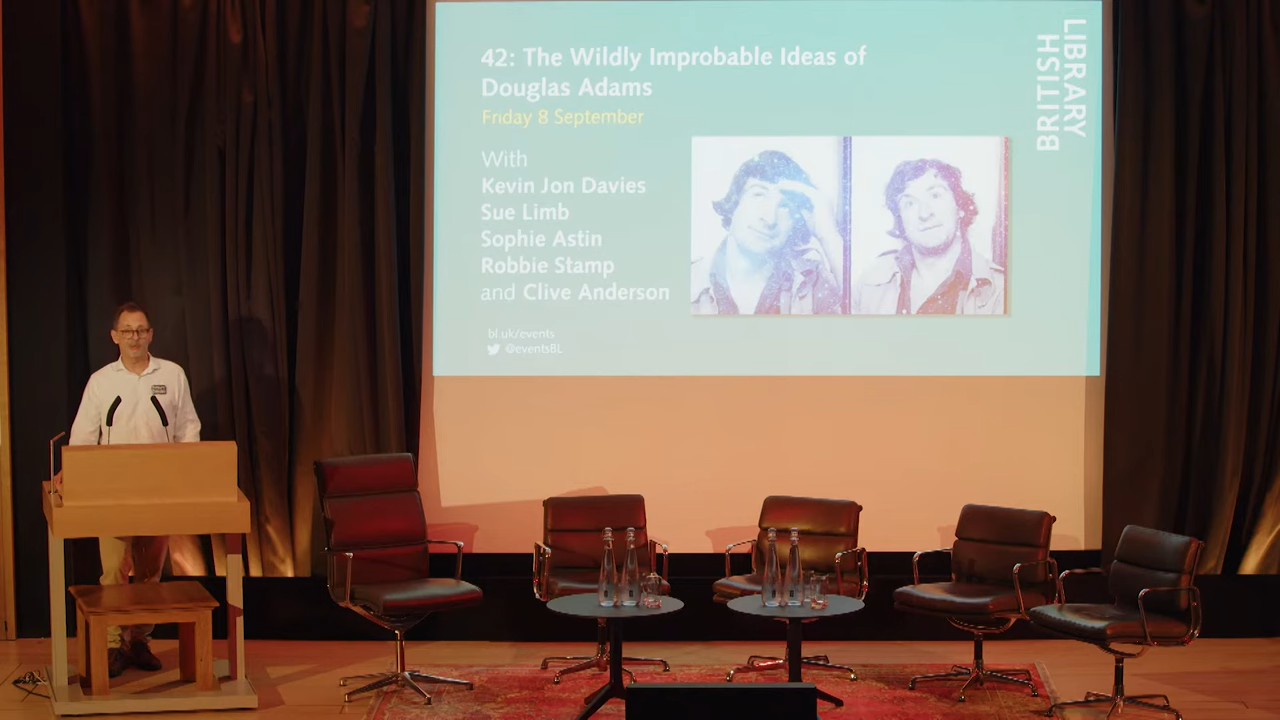 42: The Wildly Improbable Ideas of
Douglas Adams
Friday 8 September
With
Kevin Jon Davies
Sue Limb
Sophie Astin
Robbie Stamp
and Clive Anderson
bl.uk/events
@eventsBL
BRITISH
LIBRARY